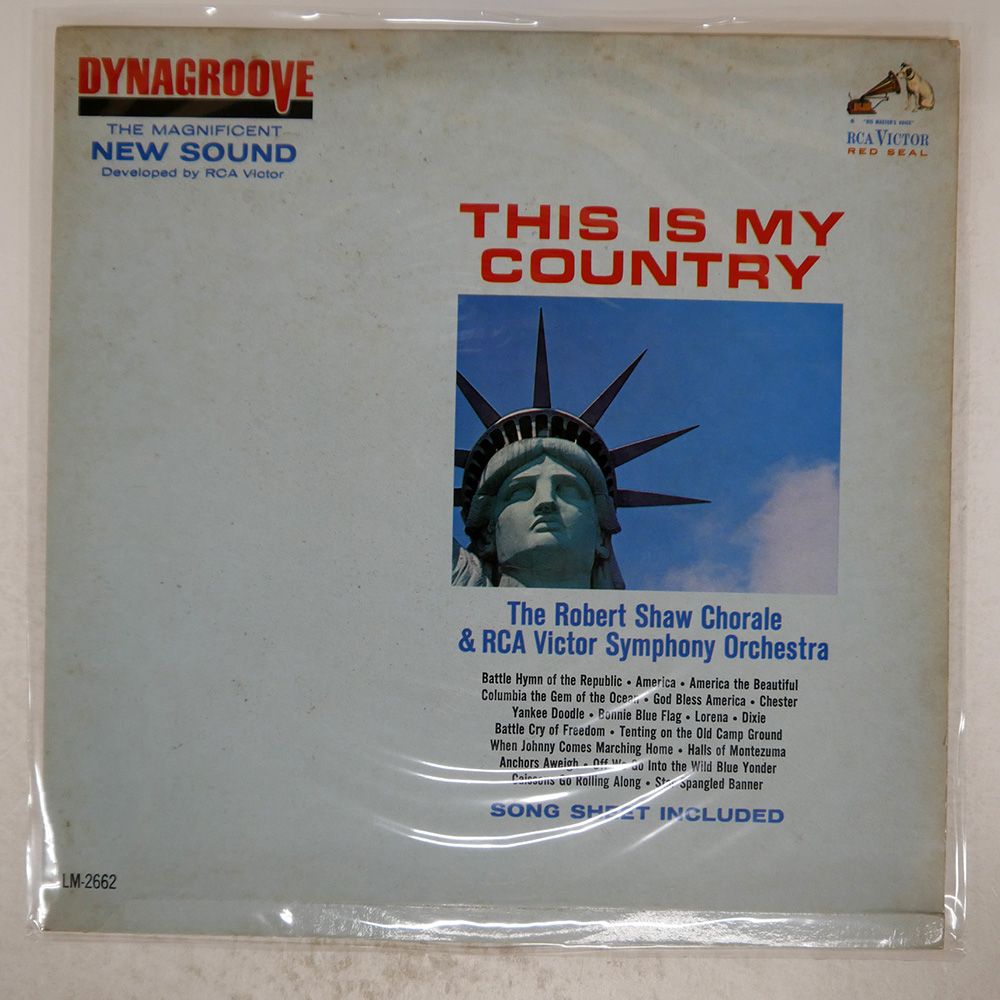 DYNAGROOVE
THE MAGNIFICENT
NEW SOUND
Developed by RCA Victor
"HIS MASTER'S VOICE"
RCA VICTOR
RED SEAL
THIS IS MY
COUNTRY
The Robert Shaw Chorale
& RCA Victor Symphony Orchestra
Battle Hymn of the Republic • America • America the Beautiful
Columbia the Gem of the Ocean • God Bless America • Chester
Yankee Doodle • Bonnie Blue Flag • Lorena • Dixie
Battle Cry of Freedom • Tenting on the Old Camp Ground
When Johnny Comes Marching Home • Halls of Montezuma
Anchors Aweigh • Off We Go Into the Wild Blue Yonder
Caissons Go Rolling Along • Star Spangled Banner
SONG SHEET INCLUDED
LM-2662